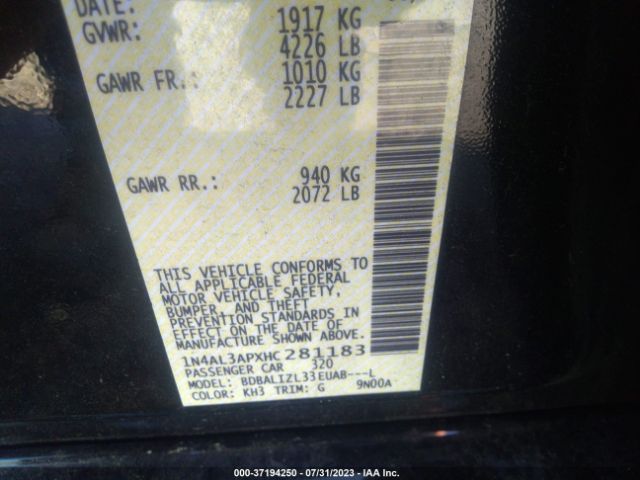 DATE:
GVWR: 1917 KG
4226 LB
GAWR FR.: 1010 KG
2227 LB
GAWR RR.: 940 KG
2072 LB
THIS VEHICLE CONFORMS TO
ALL APPLICABLE FEDERAL
MOTOR VEHICLE SAFETY,
BUMPER, AND THEFT
PREVENTION STANDARDS IN
EFFECT ON THE DATE OF
MANUFACTURE SHOWN ABOVE.
1N4AL3APXHC281183
PASSENGER CAR 320
MODEL: BDBALIZL33EUAB---L
COLOR: KH3 TRIM: G 9N00A
000-37194250 - 07/31/2023 - IAA Inc.